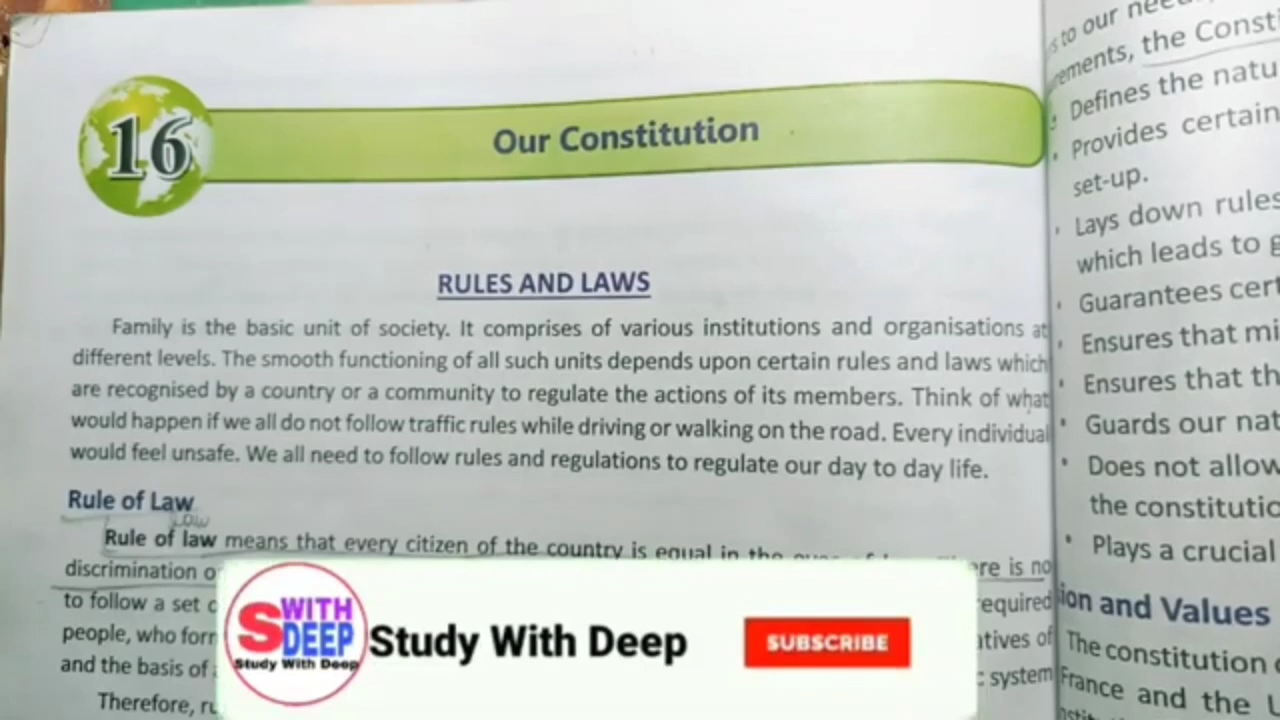 16
Our Constitution
RULES AND LAWS
Family is the basic unit of society. It comprises of various institutions and organisations at
different levels. The smooth functioning of all such units depends upon certain rules and laws which
are recognised by a country or a community to regulate the actions of its members. Think of what
would happen if we all do not follow traffic rules while driving or walking on the road. Every individual
would feel unsafe. We all need to follow rules and regulations to regulate our day to day life.
Rule of Law
Low
Rule of law means that every citizen of the country is equal in the
discrimination ere is no
to follow a set equired
people, who atives of
and the basis of system
Therefore,
to our
ements, the Const
Defines the natu
Provides certain
set-up.
Lays down rules
which leads to g
Guarantees cert
Ensures that mi
Ensures that th
Guards our nat
Does not allow
the constitutio
Plays a crucial
ion and Values
The constitution
France and the U
S WITH
DEEP
Study With Deep
Study With Deep
SUBSCRIBE